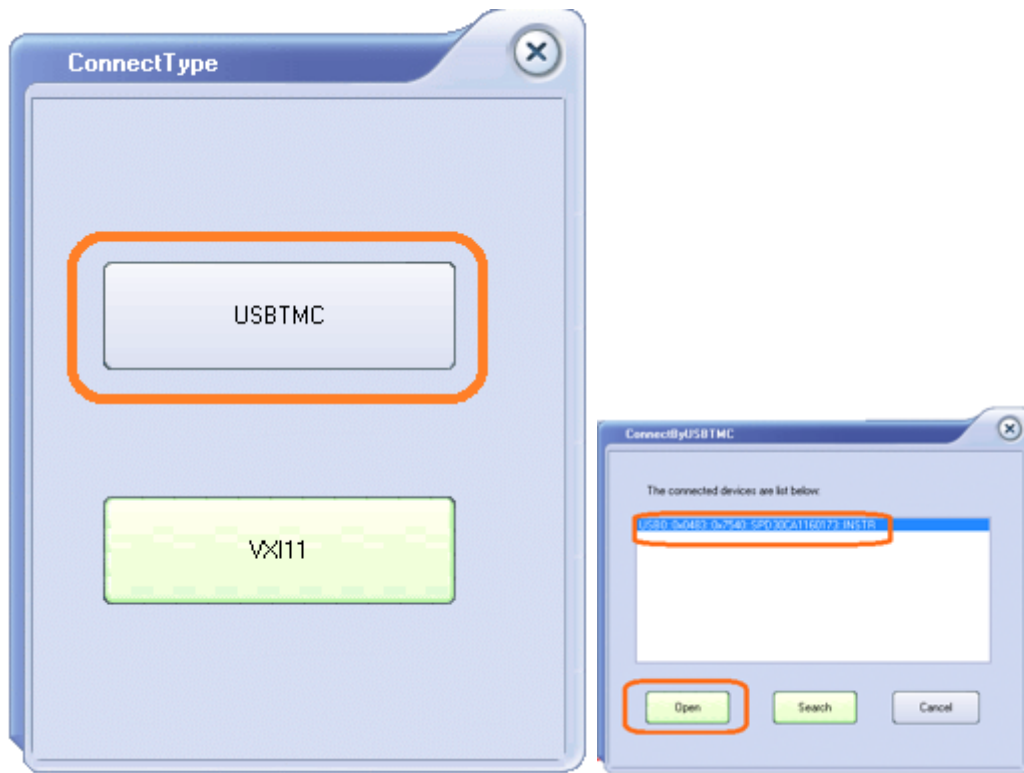 ConnectType
USBTMC
VXI11
ConnectByUSBTMC
The connected devices are list below:
USB0::0x0483::0x7540::SPD30CA1160173::INSTR
Open
Search
Cancel